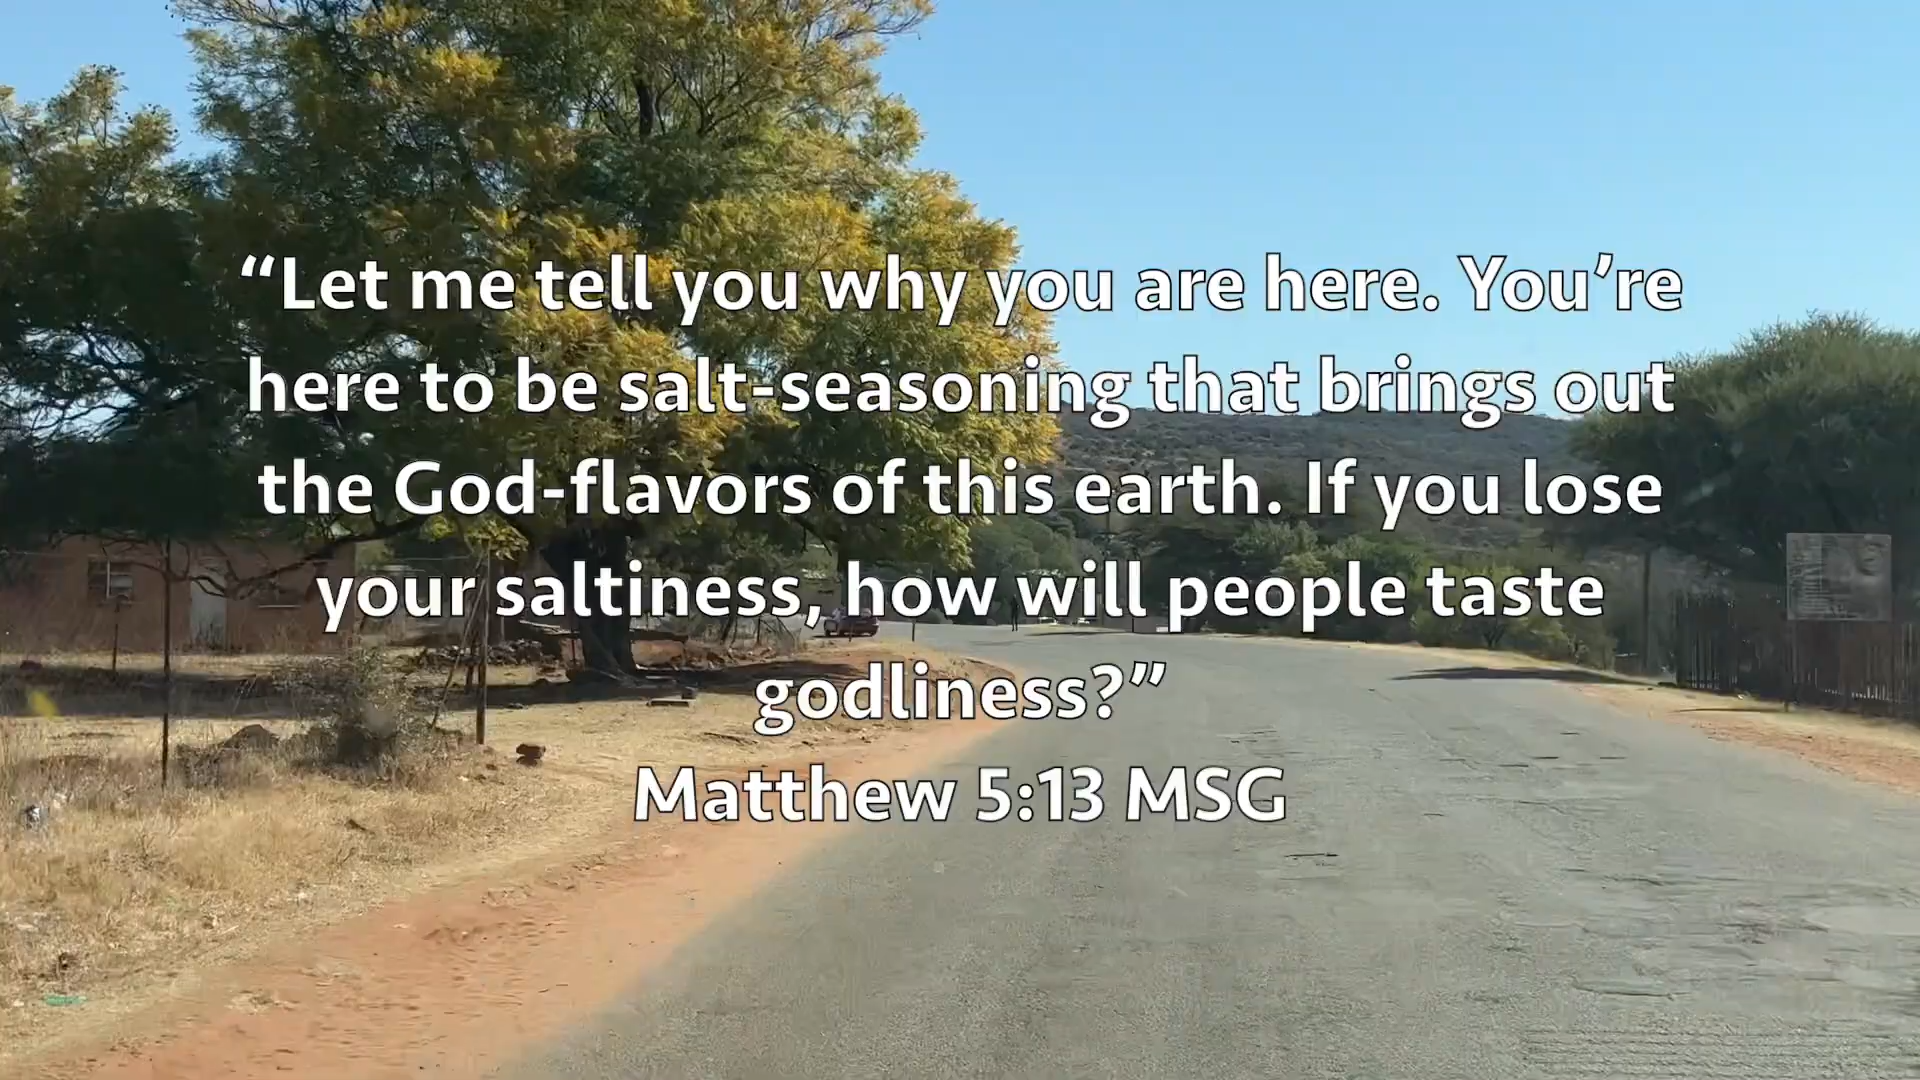 “Let me tell you why you are here. You’re
here to be salt-seasoning that brings out
the God-flavors of this earth. If you lose
your saltiness, how will people taste
godliness?”
Matthew 5:13 MSG